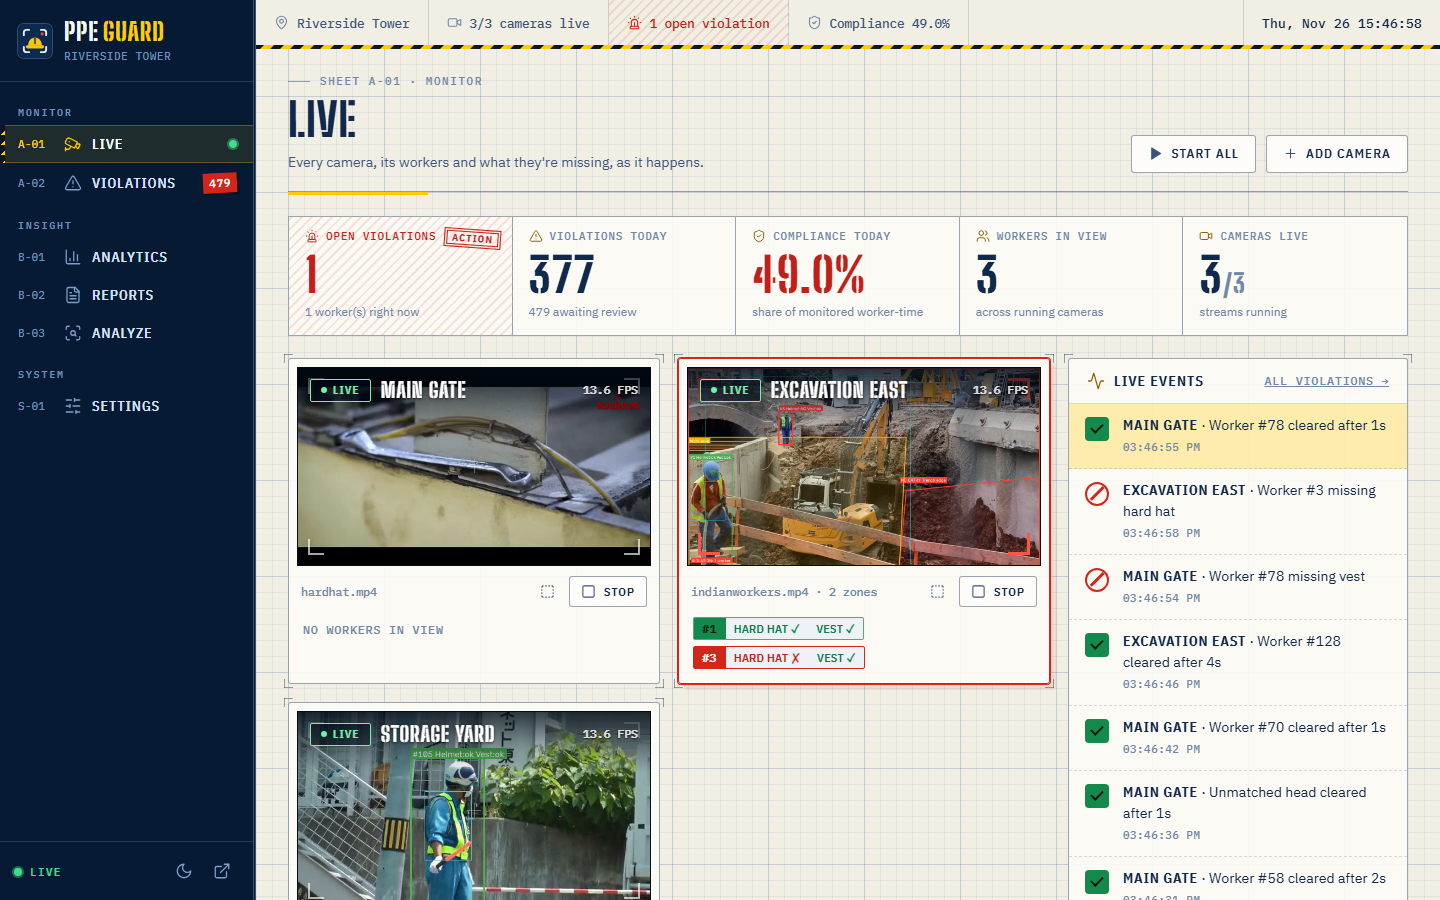 PPE GUARD
RIVERSIDE TOWER
MONITOR
A-01 LIVE
A-02 VIOLATIONS 479
INSIGHT
B-01 ANALYTICS
B-02 REPORTS
B-03 ANALYZE
SYSTEM
S-01 SETTINGS
LIVE
Riverside Tower
3/3 cameras live
1 open violation
Compliance 49.0%
Thu, Nov 26 15:46:58
SHEET A-01 · MONITOR
LIVE
Every camera, its workers and what they're missing, as it happens.
START ALL
ADD CAMERA
OPEN VIOLATIONS ACTION
1
1 worker(s) right now
VIOLATIONS TODAY
377
479 awaiting review
COMPLIANCE TODAY
49.0%
share of monitored worker-time
WORKERS IN VIEW
3
across running cameras
CAMERAS LIVE
3/3
streams running
LIVE MAIN GATE 13.6 FPS
hardhat.mp4 STOP
NO WORKERS IN VIEW
LIVE EXCAVATION EAST 13.6 FPS
indianworkers.mp4 · 2 zones STOP
#1 HARD HAT ✓ VEST ✓
#3 HARD HAT ✗ VEST ✓
LIVE STORAGE YARD 13.6 FPS
#105 Helmet:ok Vest:ok
LIVE EVENTS ALL VIOLATIONS →
MAIN GATE · Worker #78 cleared after 1s
03:46:55 PM
EXCAVATION EAST · Worker #3 missing
hard hat
03:46:58 PM
MAIN GATE · Worker #78 missing vest
03:46:54 PM
EXCAVATION EAST · Worker #128
cleared after 4s
03:46:46 PM
MAIN GATE · Worker #70 cleared after 1s
03:46:42 PM
MAIN GATE · Unmatched head cleared
after 1s
03:46:36 PM
MAIN GATE · Worker #58 cleared after 2s